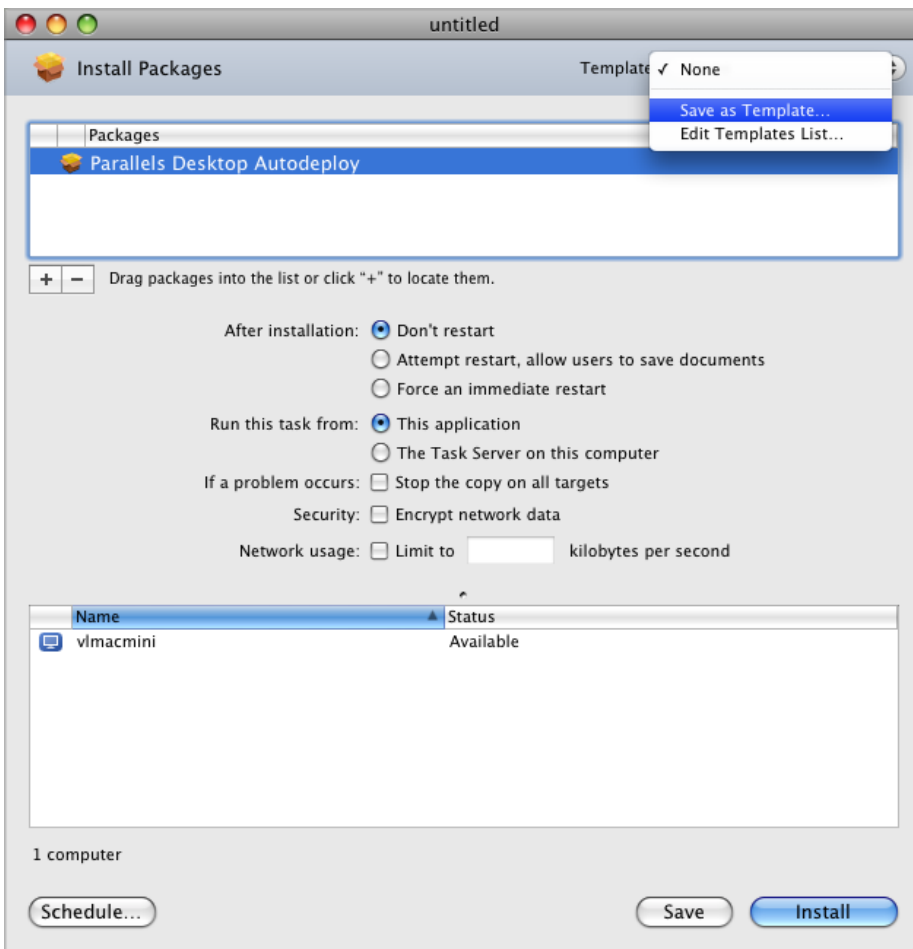 untitled
Install Packages
Template ✓ None
Save as Template...
Edit Templates List...
Packages
Parallels Desktop Autodeploy
+ − Drag packages into the list or click “+” to locate them.
After installation: Don't restart
Attempt restart, allow users to save documents
Force an immediate restart
Run this task from: This application
The Task Server on this computer
If a problem occurs: Stop the copy on all targets
Security: Encrypt network data
Network usage: Limit to kilobytes per second
Name Status
vlmacmini Available
1 computer
Schedule... Save Install